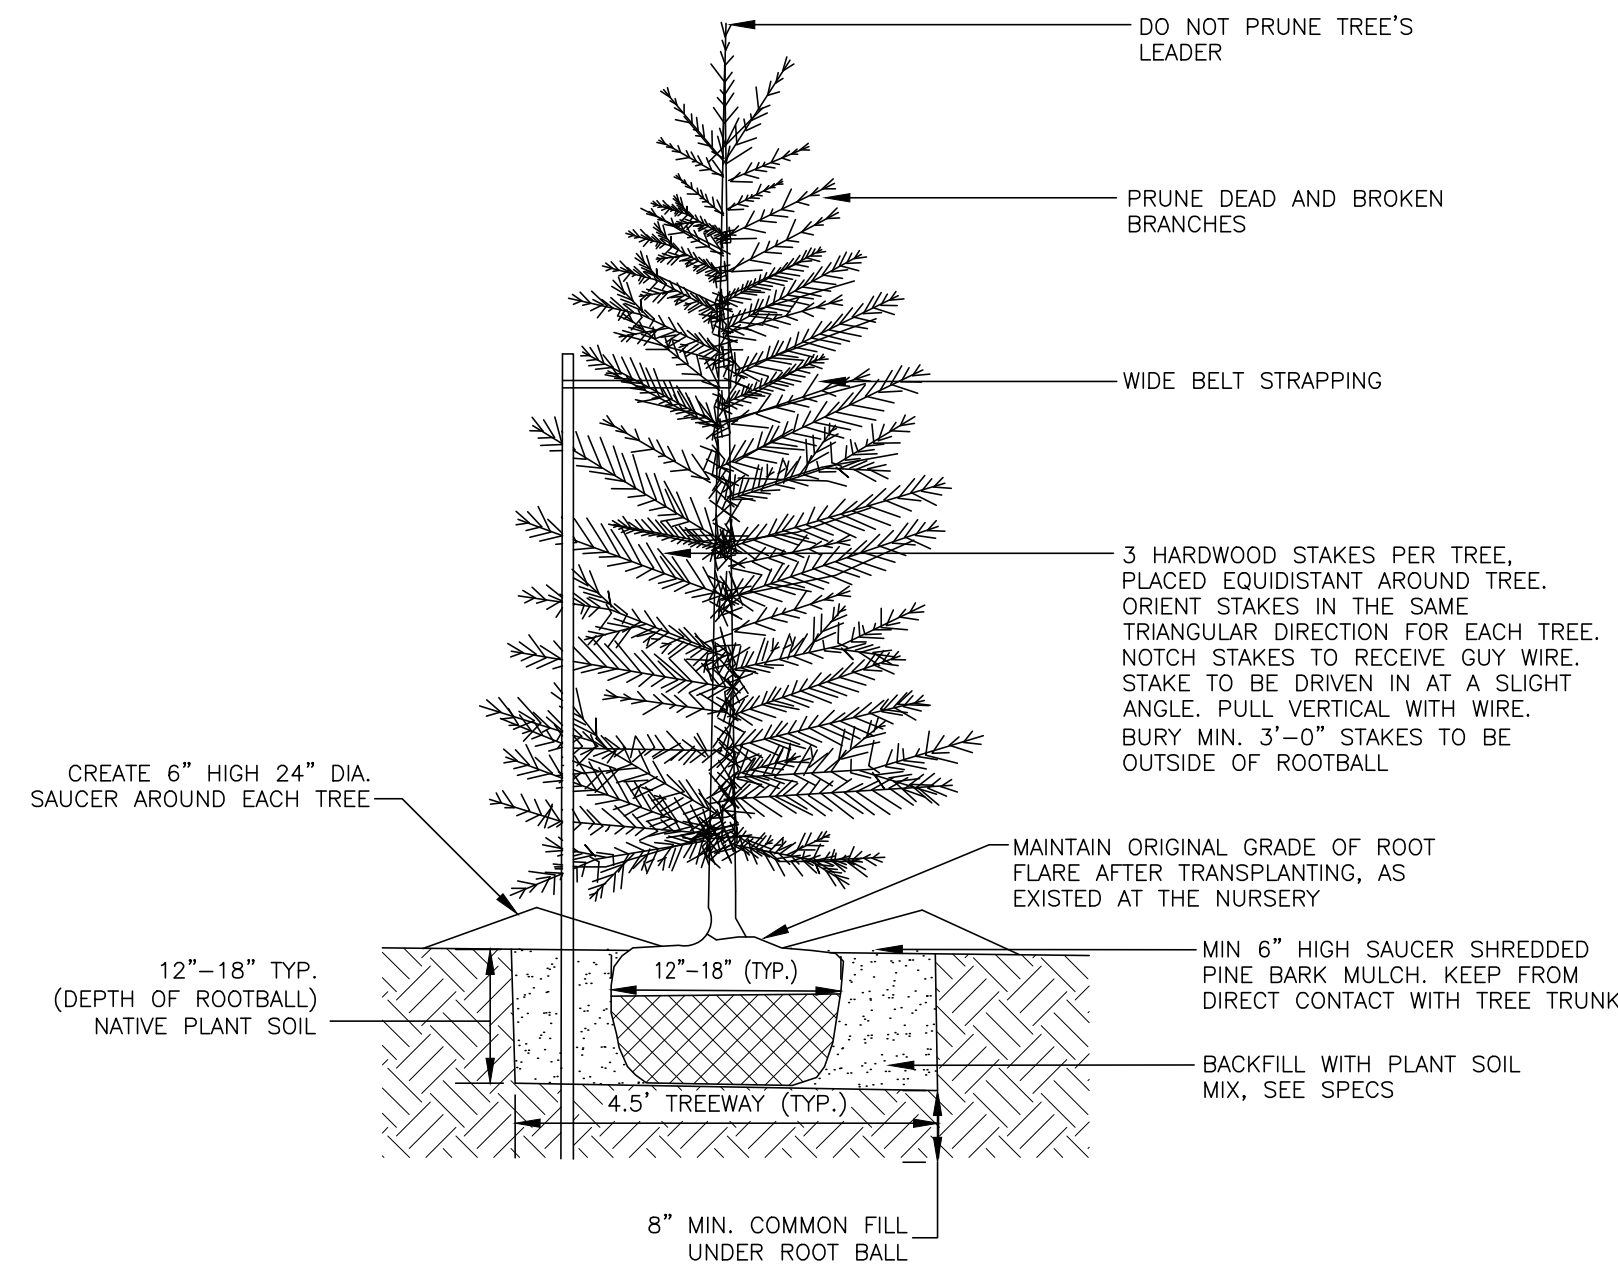 DO NOT PRUNE TREE'S
LEADER
PRUNE DEAD AND BROKEN
BRANCHES
WIDE BELT STRAPPING
3 HARDWOOD STAKES PER TREE,
PLACED EQUIDISTANT AROUND TREE.
ORIENT STAKES IN THE SAME
TRIANGULAR DIRECTION FOR EACH TREE.
NOTCH STAKES TO RECEIVE GUY WIRE.
STAKE TO BE DRIVEN IN AT A SLIGHT
ANGLE. PULL VERTICAL WITH WIRE.
BURY MIN. 3'-0" STAKES TO BE
OUTSIDE OF ROOTBALL
CREATE 6" HIGH 24" DIA.
SAUCER AROUND EACH TREE
MAINTAIN ORIGINAL GRADE OF ROOT
FLARE AFTER TRANSPLANTING, AS
EXISTED AT THE NURSERY
MIN 6" HIGH SAUCER SHREDDED
PINE BARK MULCH. KEEP FROM
DIRECT CONTACT WITH TREE TRUNK
12"-18" TYP.
(DEPTH OF ROOTBALL)
NATIVE PLANT SOIL
12"-18" (TYP.)
BACKFILL WITH PLANT SOIL
MIX, SEE SPECS
4.5' TREEWAY (TYP.)
8" MIN. COMMON FILL
UNDER ROOT BALL